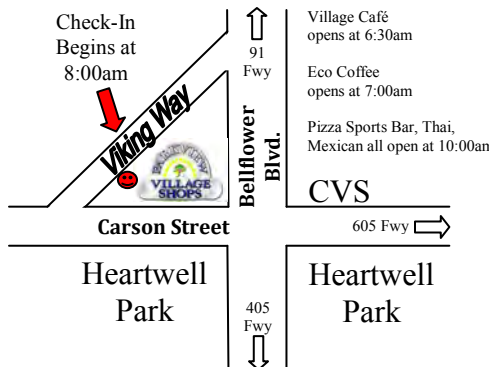 Check-In
Begins at
8:00am
Viking Way
PARKVIEW
VILLAGE
SHOPS
91
Fwy
Bellflower
Blvd.
Village Café
opens at 6:30am
Eco Coffee
opens at 7:00am
Pizza Sports Bar, Thai,
Mexican all open at 10:00am
CVS
Carson Street
605 Fwy
Heartwell
Park
405
Fwy
Heartwell
Park